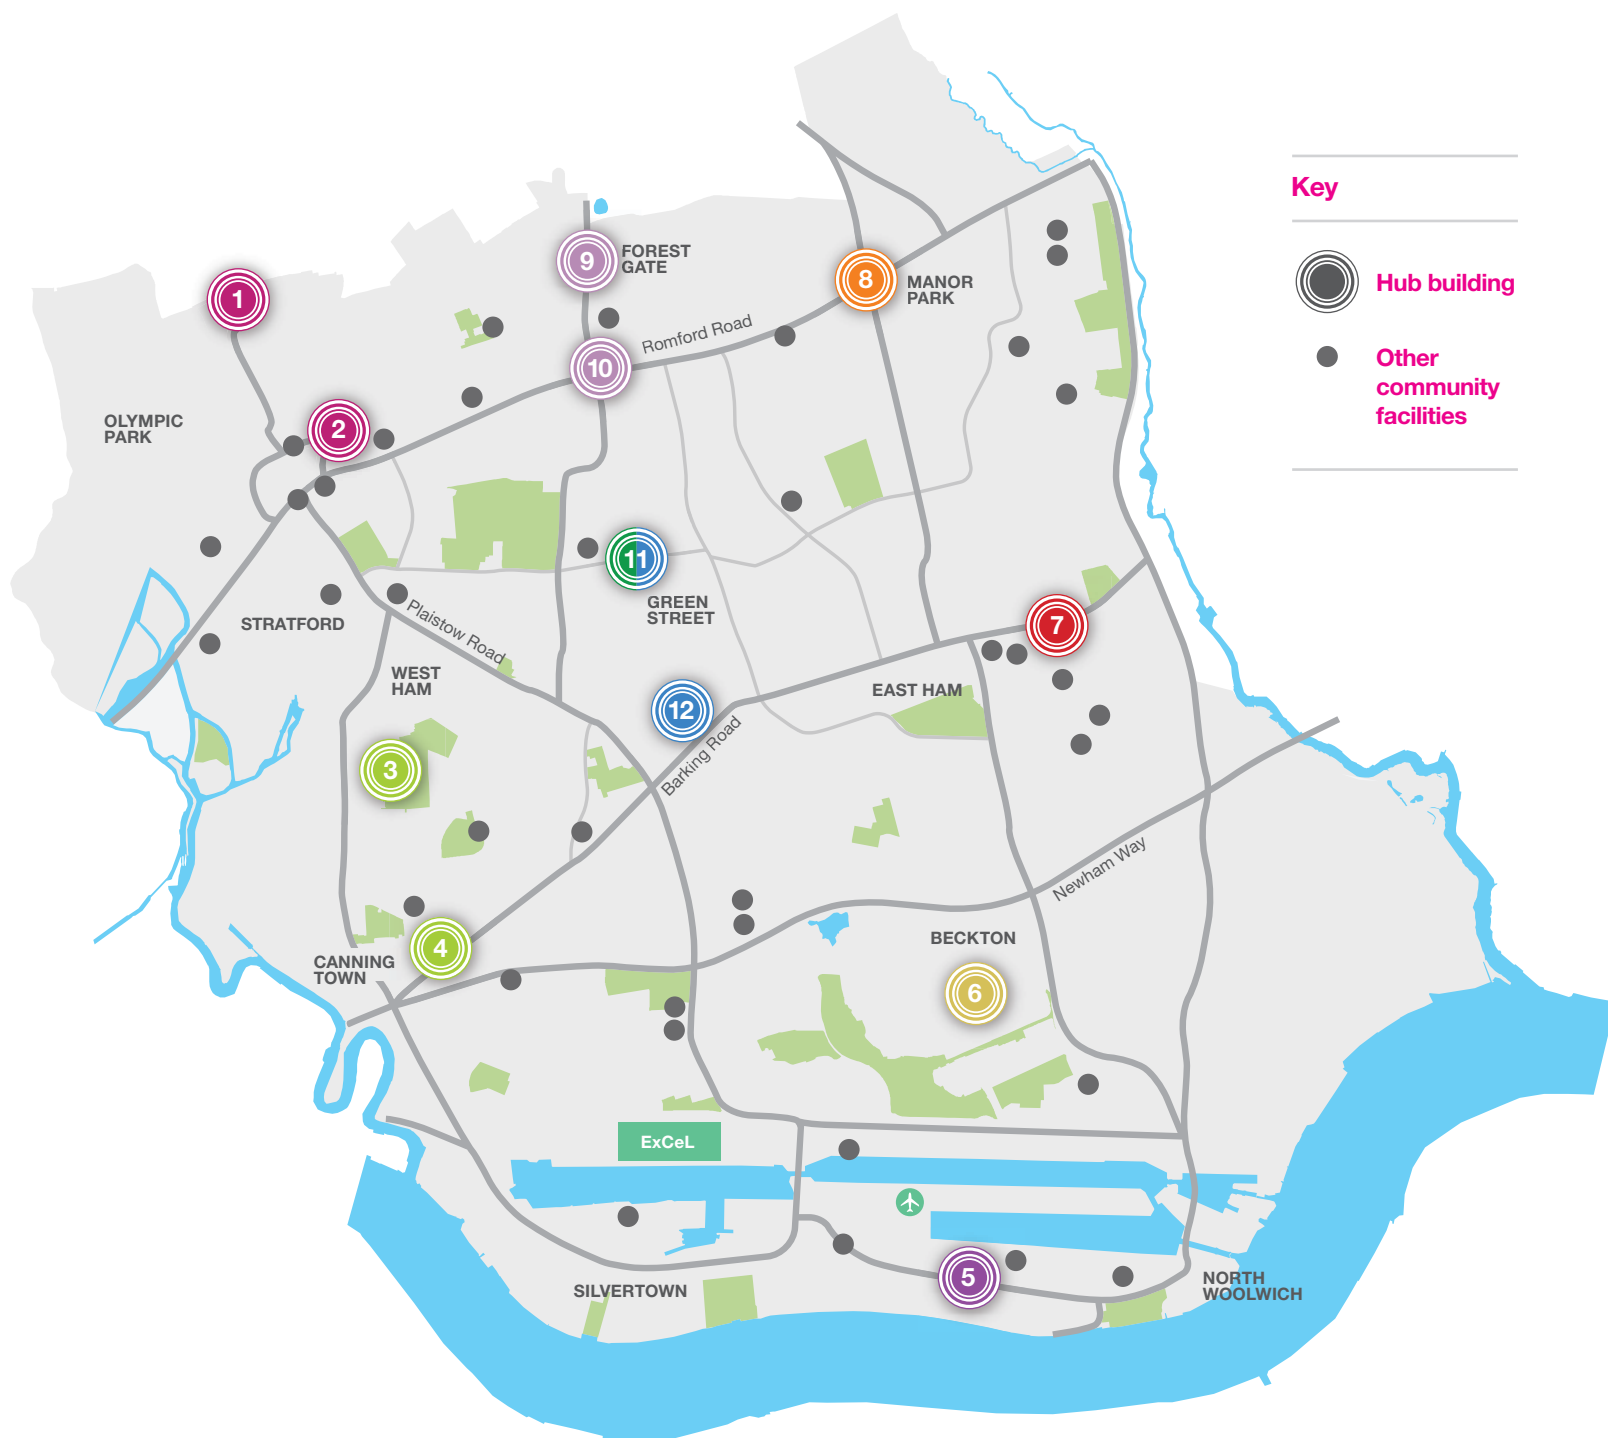 Key
Hub building
Other
community
facilities
1
9
FOREST
GATE
8
MANOR
PARK
Romford Road
10
OLYMPIC
PARK
2
11
GREEN
STREET
STRATFORD
Plaistow Road
7
WEST
HAM
EAST HAM
12
Barking Road
3
Newham Way
4
CANNING
TOWN
BECKTON
6
ExCeL
5
SILVERTOWN
NORTH
WOOLWICH